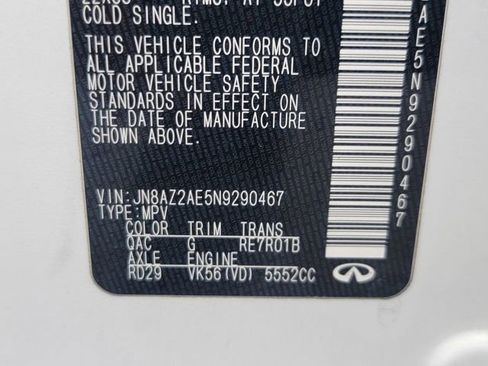 COLD SINGLE.
THIS VEHICLE CONFORMS TO
ALL APPLICABLE FEDERAL
MOTOR VEHICLE SAFETY
STANDARDS IN EFFECT ON
THE DATE OF MANUFACTURE
SHOWN ABOVE.
VIN:JN8AZ2AE5N9290467
TYPE:MPV
COLOR TRIM TRANS
QAC G RE7R01B
AXLE ENGINE
RD29 VK56(VD) 5552CC
AE5N9290467